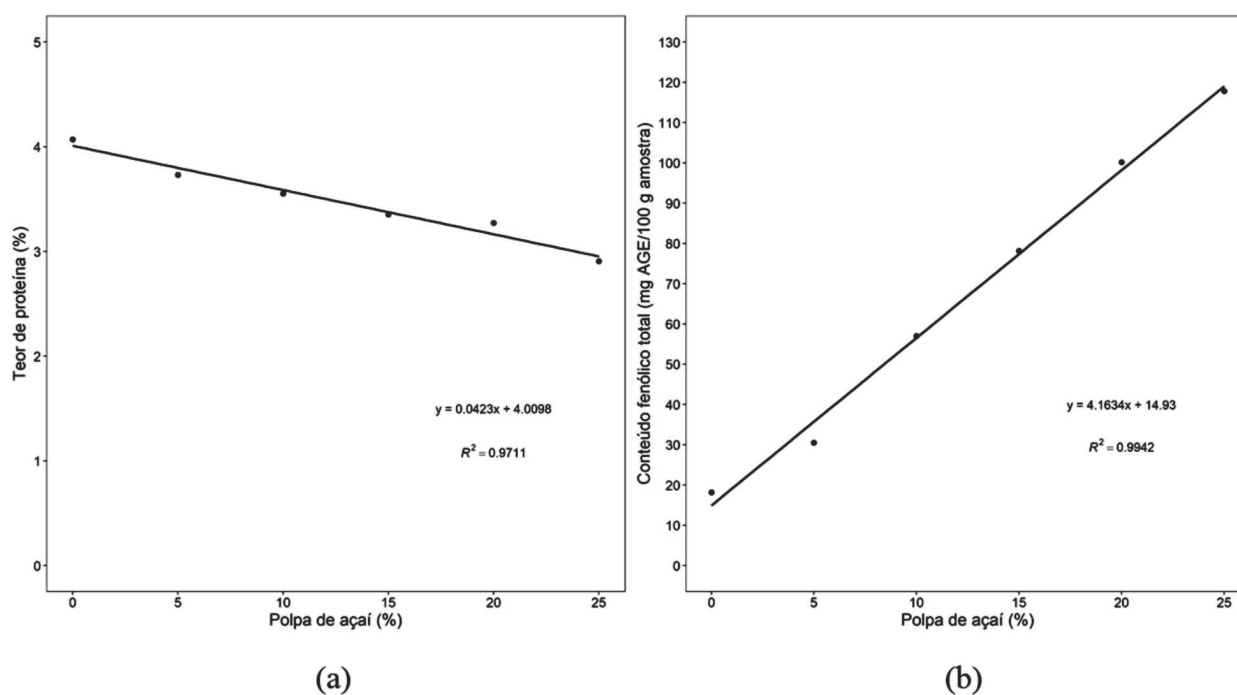 5
4
3
2
1
0
Teor de proteína (%)
y = 0.0423x + 4.0098
R² = 0.9711
0 5 10 15 20 25
Polpa de açaí (%)
(a)
130
120
110
100
90
80
70
60
50
40
30
20
10
0
Conteúdo fenólico total (mg AGE/100 g amostra)
y = 4.1634x + 14.93
R² = 0.9942
0 5 10 15 20 25
Polpa de açaí (%)
(b)